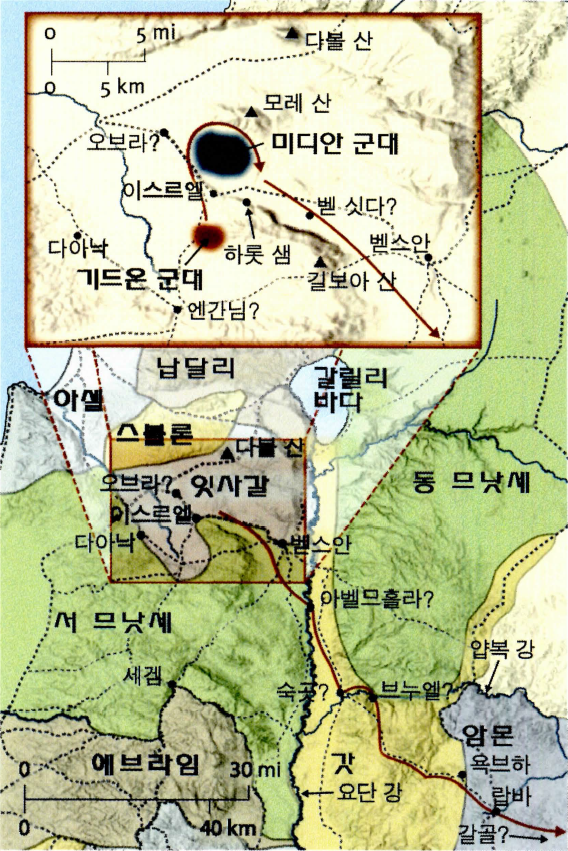 0 5 mi
0 5 km
다볼 산
모레 산
오브라?
미디안 군대
이스르엘
벧 싯다?
다아낙
하롯 샘
벧스안
기드온 군대
길보아 산
엔간님?
납달리
갈릴리
바다
아셀
스불론
다볼 산
오브라?
잇사갈
동 므낫세
이스르엘
다아낙
벧스안
아벨므홀라?
서 므낫세
얍복 강
세겜
숙곳?
브누엘?
암몬
에브라임
갓
욕브하
0 30 mi
요단 강
랍바
0 40 km
갈골?